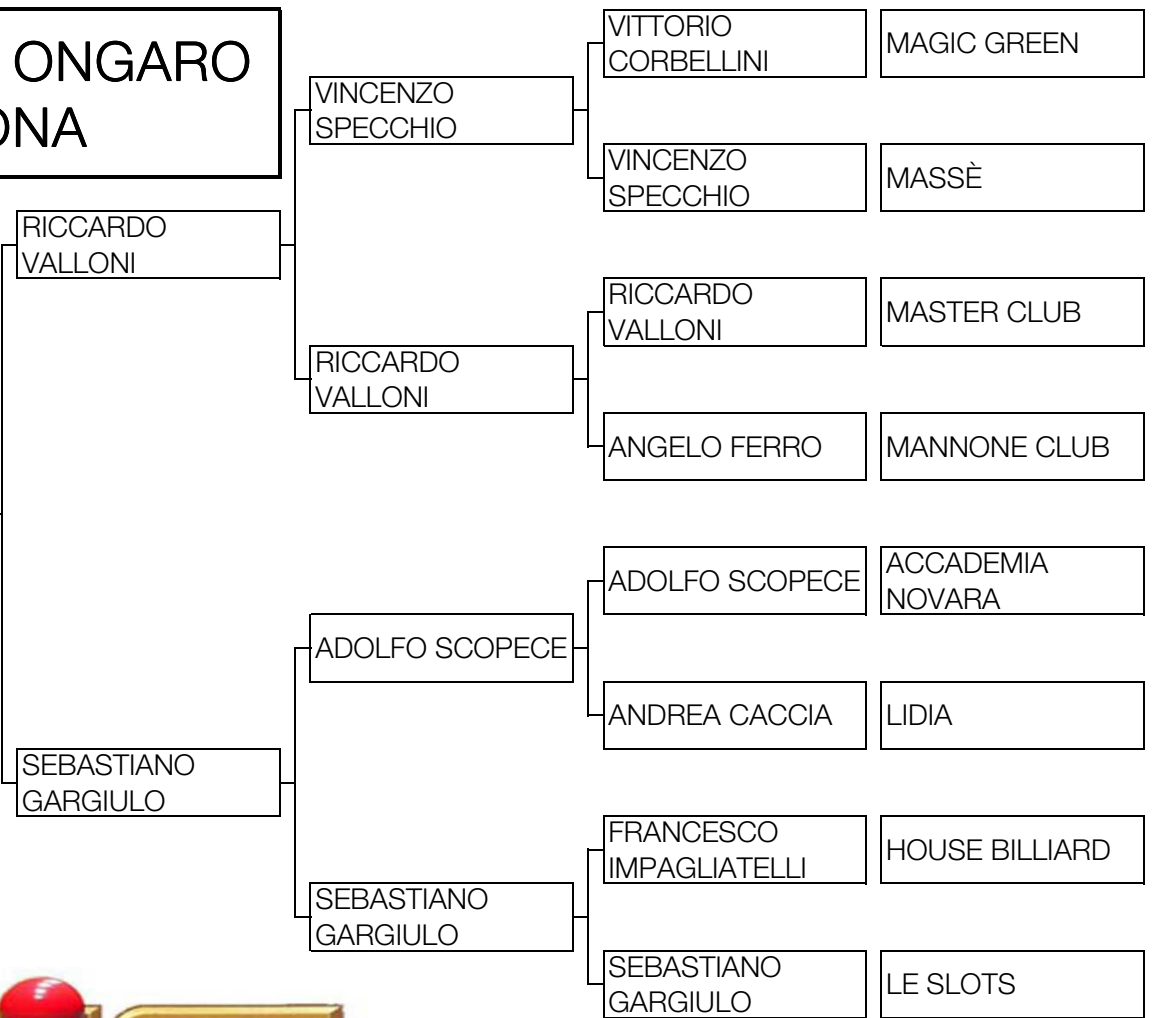 ONGARO
VINCENZO
SPECCHIO
RICCARDO
VALLONI
RICCARDO
VALLONI
ADOLFO SCOPECE
SEBASTIANO
GARGIULO
SEBASTIANO
GARGIULO
VITTORIO
CORBELLINI
MAGIC GREEN
VINCENZO
SPECCHIO
MASSÈ
RICCARDO
VALLONI
MASTER CLUB
ANGELO FERRO
MANNONE CLUB
ADOLFO SCOPECE
ACCADEMIA
NOVARA
ANDREA CACCIA
LIDIA
FRANCESCO
IMPAGLIATELLI
HOUSE BILLIARD
SEBASTIANO
GARGIULO
LE SLOTS